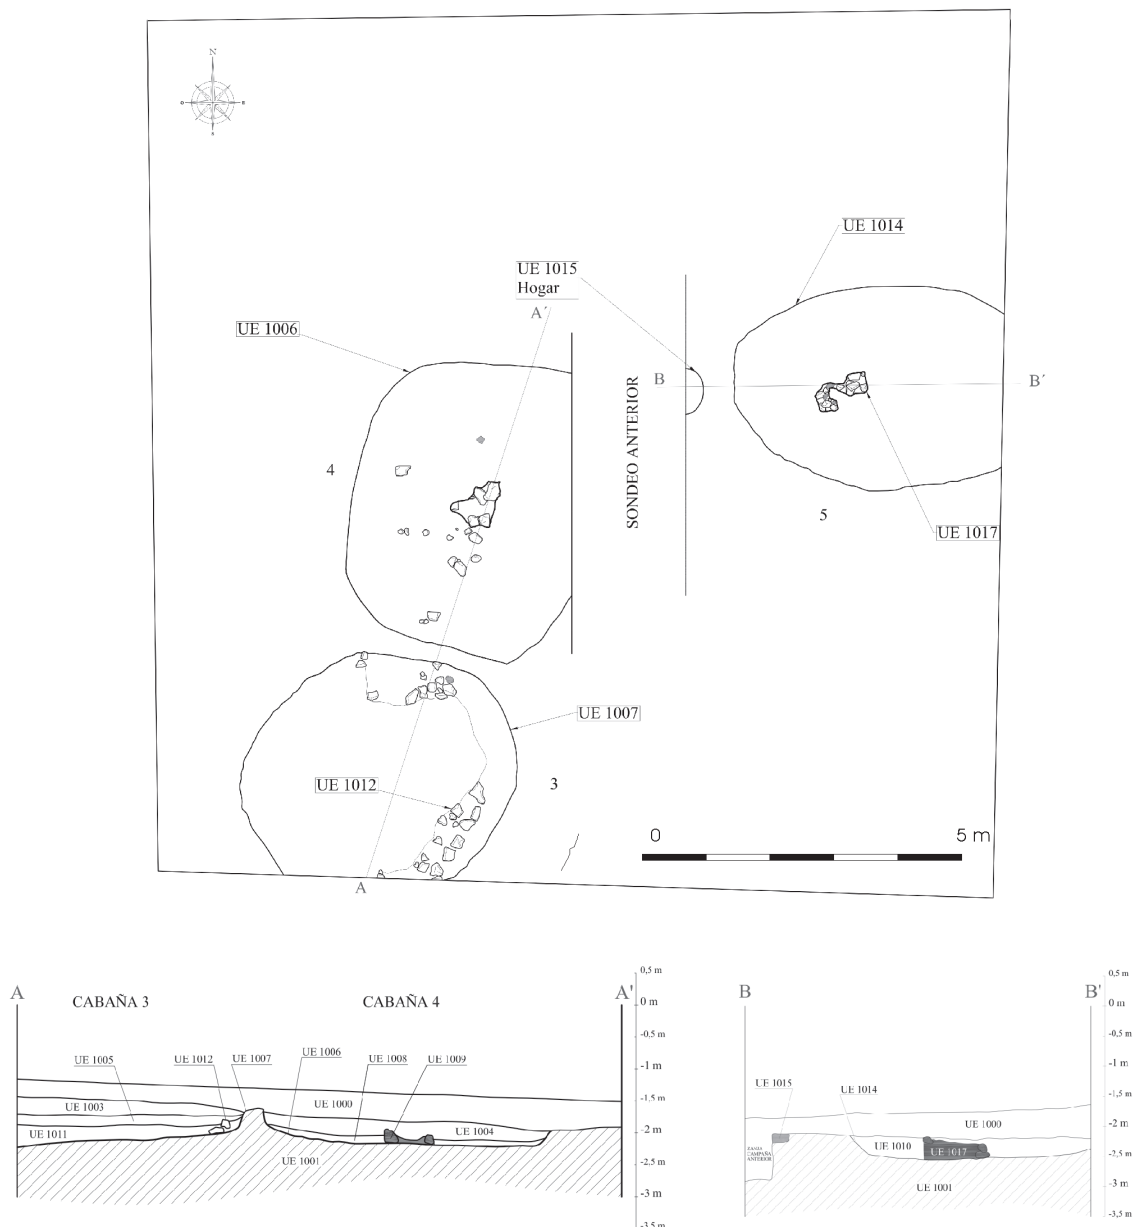 N
O
E
S
UE 1014
UE 1015
Hogar
A´
UE 1006
B
B´
SONDEO ANTERIOR
4
5
UE 1017
UE 1007
UE 1012
3
0
5 m
A
A
CABAÑA 3
CABAÑA 4
A'
0,5 m
0 m
-0,5 m
-1 m
-1,5 m
-2 m
-2,5 m
-3 m
-3,5 m
UE 1005
UE 1012
UE 1007
UE 1006
UE 1008
UE 1009
UE 1003
UE 1000
UE 1011
UE 1004
UE 1001
B
B'
0,5 m
0 m
-0,5 m
-1 m
-1,5 m
-2 m
-2,5 m
-3 m
-3,5 m
UE 1015
UE 1014
UE 1000
UE 1010
UE 1017
ZANJA
CAMPAÑA
ANTERIOR
UE 1001